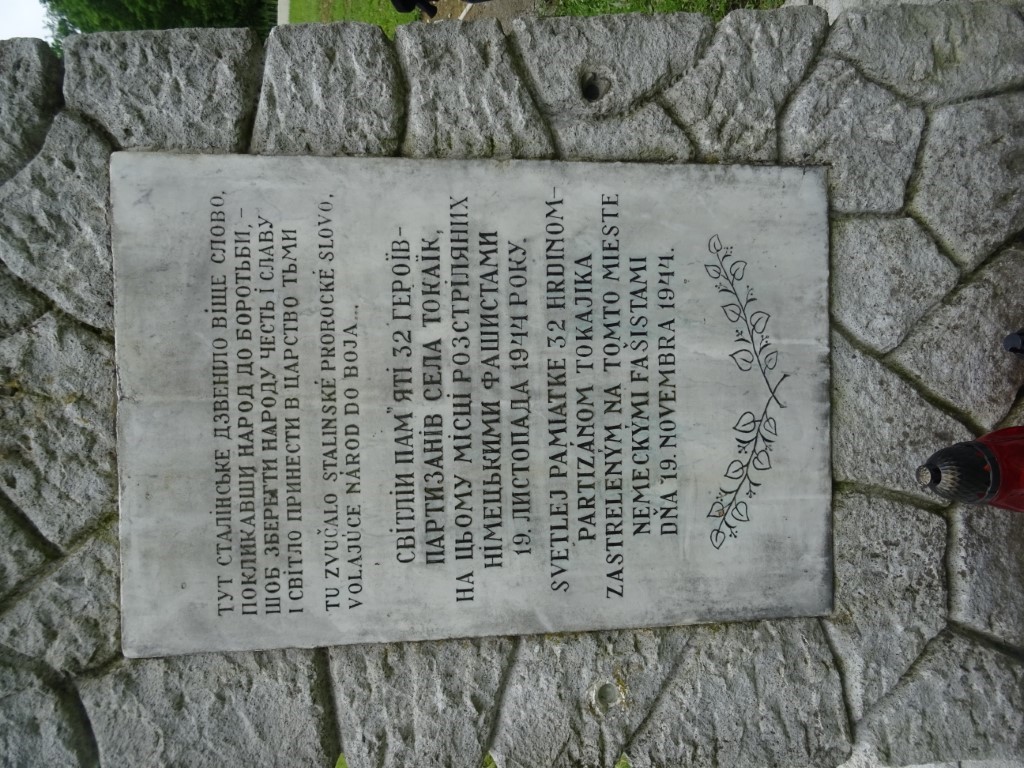 ТУТ СТАЛІНСЬКЕ ДЗВЕНІЛО ВІЩЕ СЛОВО,
ПОКЛИКАВШИ НАРОД ДО БОРОТЬБИ,–
ЩОБ ЗБЕРЕГТИ НАРОДУ ЧЕСТЬ І СЛАВУ
І СВІТЛО ПРИНЕСТИ В ЦАРСТВО ТЬМИ
TU ZVUČALO STALINSKÉ PROROCKÉ SLOVO,
VOLAJÚCE NÁROD DO BOJA...
СВІТЛІЙ ПАМ"ЯТІ 32 ГЕРОЇВ–
ПАРТИЗАНІВ СЕЛА ТОКАЇК,
НА ЦЬОМУ МІСЦІ РОЗСТРІЛЯНИХ
НІМЕЦЬКИМИ ФАШИСТАМИ
19. ЛИСТОПАДА 1944 РОКУ.
SVETLEJ PAMIATKE 32 HRDINOM–
PARTIZÁNOM TOKAJIKA
ZASTRELENÝM NA TOMTO MIESTE
NEMECKÝMI FAŠISTAMI
DŇA 19. NOVEMBRA 1944.